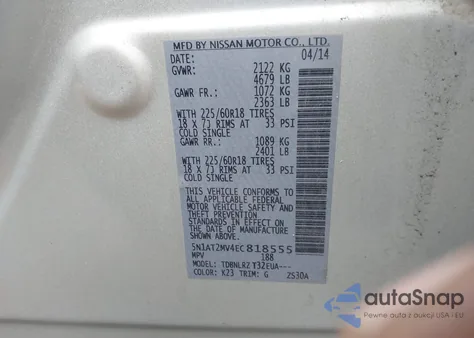 MFD BY NISSAN MOTOR CO., LTD.
DATE: 04/14
GVWR: 2122 KG
4679 LB
GAWR FR.: 1072 KG
2363 LB
WITH 225/60R18 TIRES
18 X 7J RIMS AT 33 PSI
COLD SINGLE
GAWR RR.: 1089 KG
2401 LB
WITH 225/60R18 TIRES
18 X 7J RIMS AT 33 PSI
COLD SINGLE
THIS VEHICLE CONFORMS TO
ALL APPLICABLE FEDERAL
MOTOR VEHICLE SAFETY AND
THEFT PREVENTION
STANDARDS IN EFFECT ON
THE DATE OF MANUFACTURE
SHOWN ABOVE.
5N1AT2MV4EC818555
MPV 188
MODEL: TDBNLRZ T32EUA---
COLOR: K23 TRIM: G 2S30A
autaSnap
Pewne auta z aukcji w USA i EU